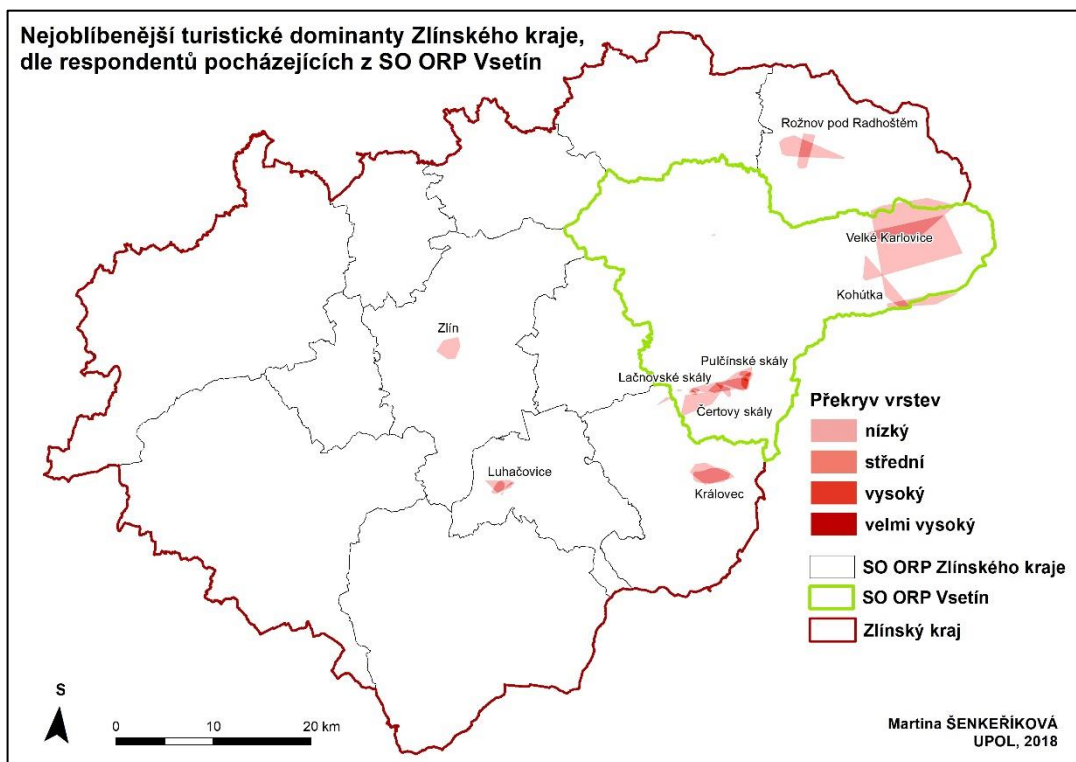 Nejoblíbenější turistické dominanty Zlínského kraje,
dle respondentů pocházejících z SO ORP Vsetín
Rožnov pod Radhoštěm
Velké Karlovice
Kohútka
Zlín
Pulčínské skály
Lačnovské skály
Čertovy skály
Luhačovice
Královec
Překryv vrstev
nízký
střední
vysoký
velmi vysoký
SO ORP Zlínského kraje
SO ORP Vsetín
Zlínský kraj
S
0 10 20 km
Martina ŠENKEŘÍKOVÁ
UPOL, 2018